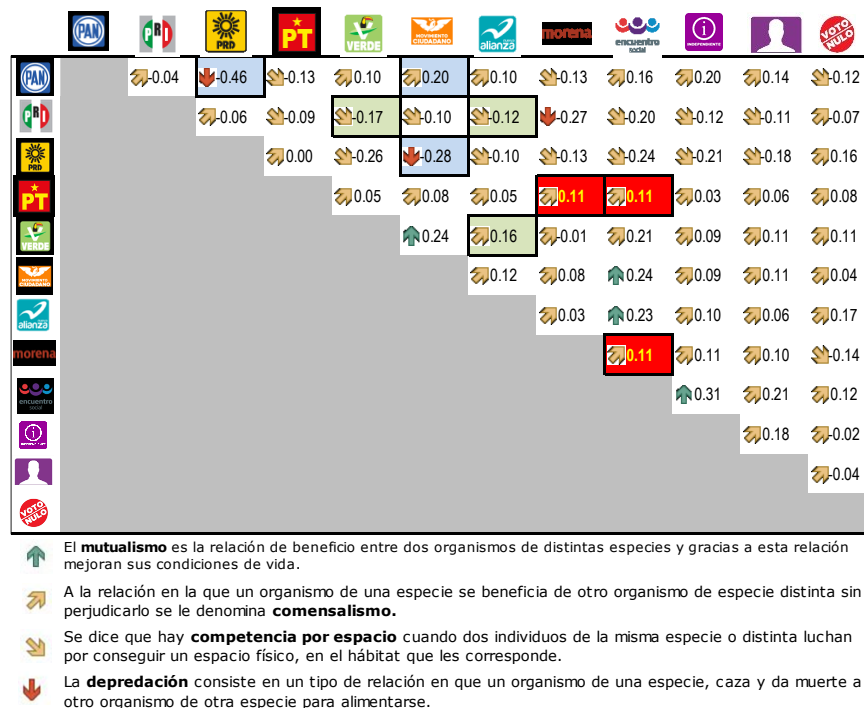 PAN PRD PT VERDE MOVIMIENTO CIUDADANO alianza morena encuentro social INDEPENDIENTE VOTO NULO
PAN -0.04 -0.46 -0.13 0.10 0.20 0.10 -0.13 0.16 0.20 0.14 -0.12
PRI -0.06 -0.09 -0.17 -0.10 -0.12 -0.27 -0.20 -0.12 -0.11 -0.07
PRD 0.00 -0.26 -0.28 -0.10 -0.13 -0.24 -0.21 -0.18 0.16
PT 0.05 0.08 0.05 0.11 0.11 0.03 0.06 0.08
VERDE 0.24 0.16 -0.01 0.21 0.09 0.11 0.11
MOVIMIENTO CIUDADANO 0.12 0.08 0.24 0.09 0.11 0.04
alianza 0.03 0.23 0.10 0.06 0.17
morena 0.11 0.11 0.10 -0.14
encuentro social 0.31 0.21 0.12
0.18 -0.02
-0.04
VOTO NULO
El mutualismo es la relación de beneficio entre dos organismos de distintas especies y gracias a esta relación
mejoran sus condiciones de vida.
A la relación en la que un organismo de una especie se beneficia de otro organismo de especie distinta sin
perjudicarlo se le denomina comensalismo.
Se dice que hay competencia por espacio cuando dos individuos de la misma especie o distinta luchan
por conseguir un espacio físico, en el hábitat que les corresponde.
La depredación consiste en un tipo de relación en que un organismo de una especie, caza y da muerte a
otro organismo de otra especie para alimentarse.